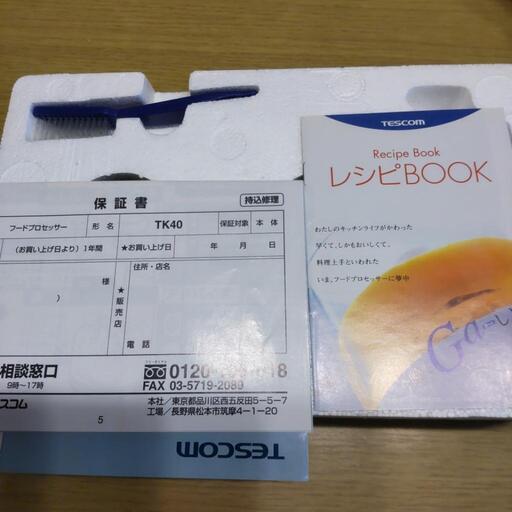 TESCOM
Recipe Book
レシピBOOK
わたしのキッチンライフがかわった
早くて、しかもおいしくて。
料理上手といわれた
いま、フードプロセッサーに夢中
保証書
持込修理
フードプロセッサー 形名 TK40 保証対象 本体
(お買い上げ日より)1年間 ★お買い上げ日 年 月 日
住所・店名
様
★販売店
)
電話
相談窓口
9時〜17時
FAX 03-5719-2089
スコム
本社/東京都品川区西五反田5-5-7
工場/長野県松本市筑摩4-1-20
5
TESCOM